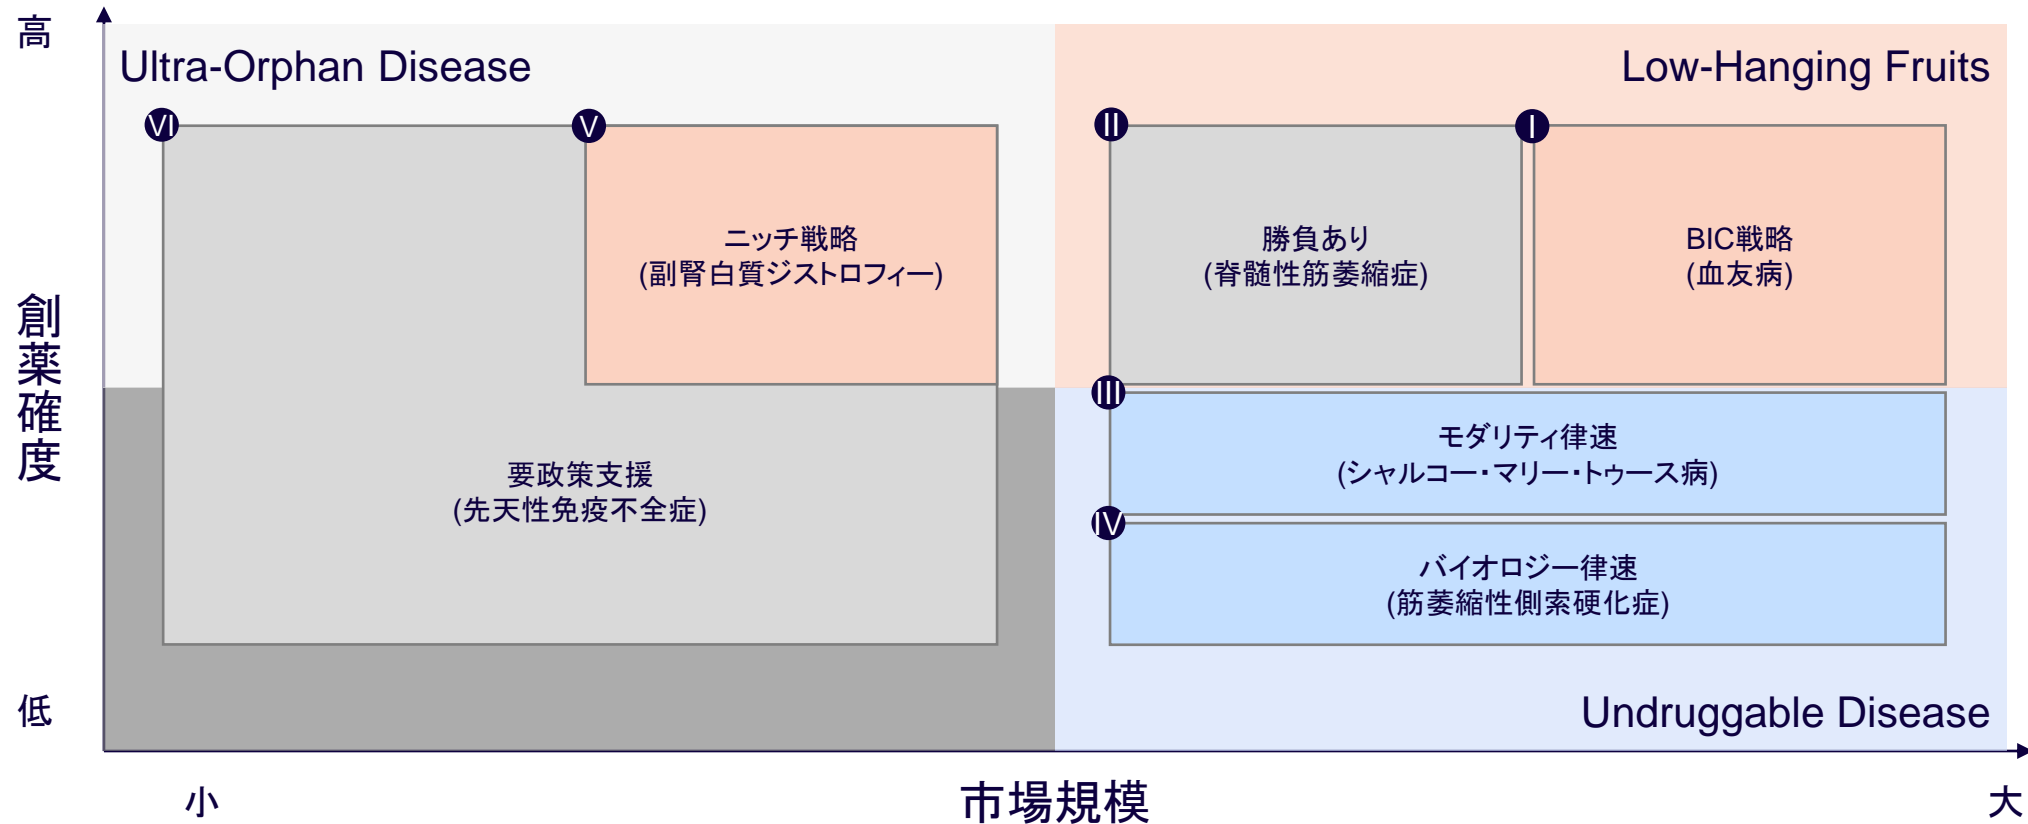 高
Ultra-Orphan Disease
Low-Hanging Fruits
VI
V
II
I
ニッチ戦略
(副腎白質ジストロフィー)
勝負あり
(脊髄性筋萎縮症)
BIC戦略
(血友病)
創薬確度
III
モダリティ律速
(シャルコー・マリー・トゥース病)
要政策支援
(先天性免疫不全症)
IV
バイオロジー律速
(筋萎縮性側索硬化症)
低
Undruggable Disease
小
市場規模
大